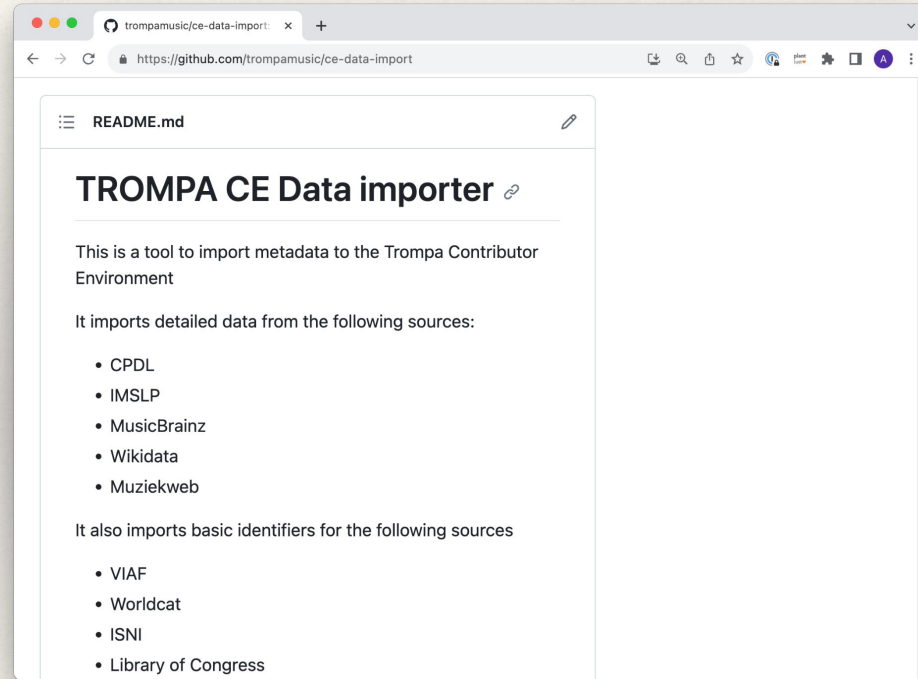 trompamusic/ce-data-import:
https://github.com/trompamusic/ce-data-import
A
README.md
TROMPA CE Data importer
This is a tool to import metadata to the Trompa Contributor
Environment
It imports detailed data from the following sources:
• CPDL
• IMSLP
• MusicBrainz
• Wikidata
• Muziekweb
It also imports basic identifiers for the following sources
• VIAF
• Worldcat
• ISNI
• Library of Congress